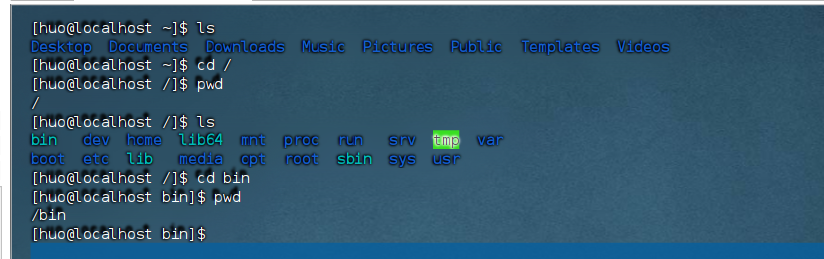 [huo@localhost ~]$ ls
Desktop  Documents  Downloads  Music  Pictures  Public  Templates  Videos
[huo@localhost ~]$ cd /
[huo@localhost /]$ pwd
/
[huo@localhost /]$ ls
bin   dev  home  lib64  mnt  proc  run   srv  tmp  var
boot  etc  lib   media  opt  root  sbin  sys  usr
[huo@localhost /]$ cd bin
[huo@localhost bin]$ pwd
/bin
[huo@localhost bin]$